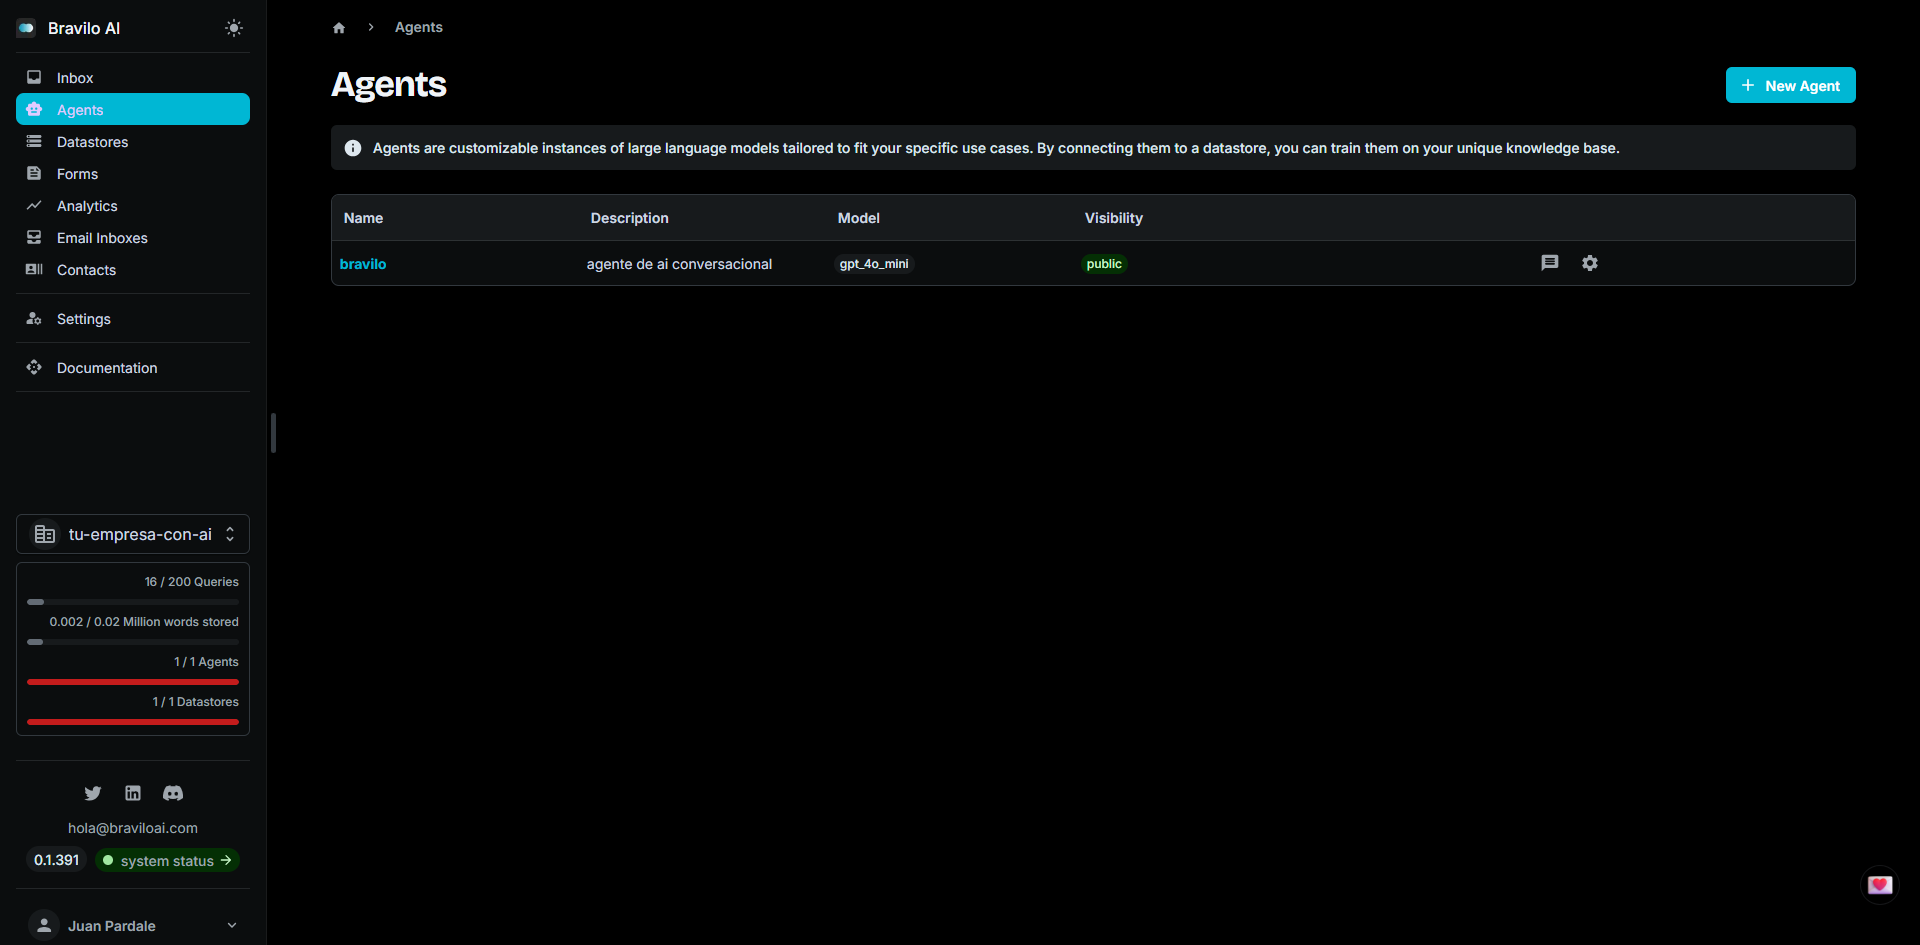 Bravilo AI
Inbox
Agents
Datastores
Forms
Analytics
Email Inboxes
Contacts
Settings
Documentation
tu-empresa-con-ai
16 / 200 Queries
0.002 / 0.02 Million words stored
1 / 1 Agents
1 / 1 Datastores
hola@braviloai.com
0.1.391 system status
Juan Pardale
Agents
Agents
New Agent
Agents are customizable instances of large language models tailored to fit your specific use cases. By connecting them to a datastore, you can train them on your unique knowledge base.
Name Description Model Visibility
bravilo agente de ai conversacional gpt_4o_mini public